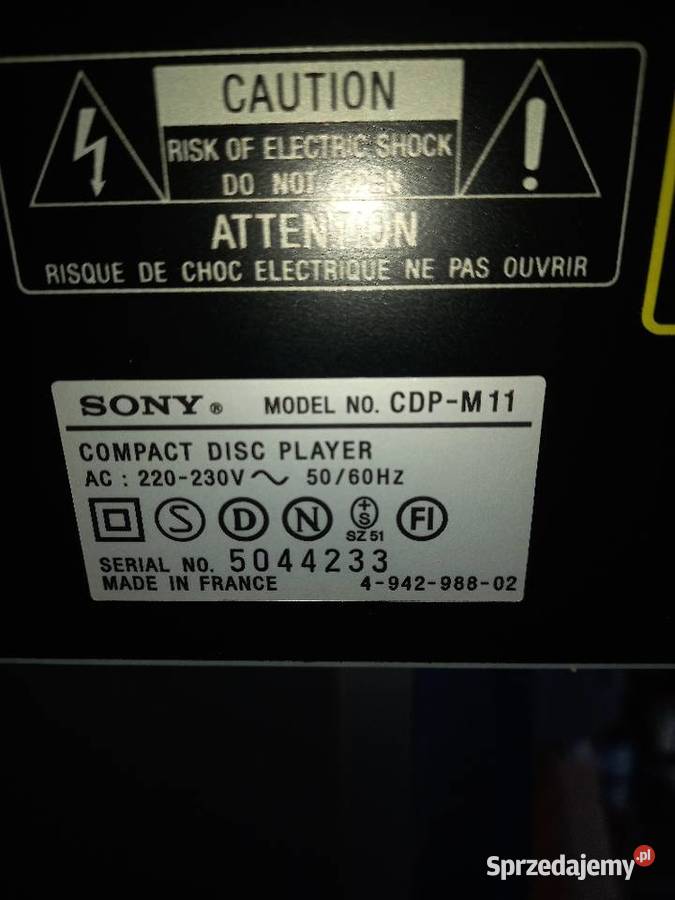 CAUTION
RISK OF ELECTRIC SHOCK
DO NOT OPEN
ATTENTION
RISQUE DE CHOC ELECTRIQUE NE PAS OUVRIR
SONY ® MODEL NO. CDP-M11
COMPACT DISC PLAYER
AC : 220-230V ~ 50/60HZ
S D N +S FI
SZ 51
SERIAL NO. 5044233
MADE IN FRANCE 4-942-988-02
Sprzedajemy.pl